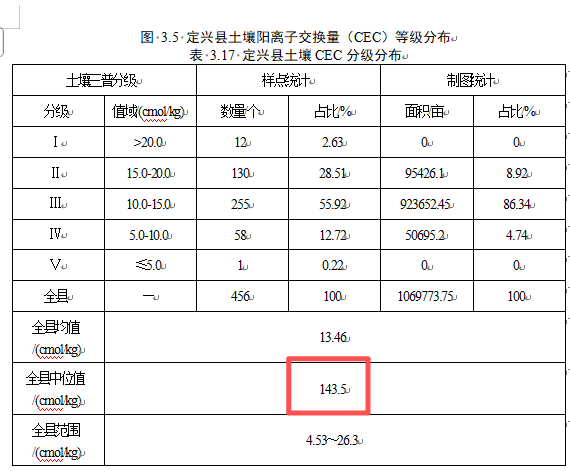 图 3.5 定兴县土壤阳离子交换量（CEC）等级分布
表 3.17 定兴县土壤 CEC 分级分布
土壤三普分级 样点统计 制图统计
分级 值域/(cmol/kg) 数量/个 占比/% 面积/亩 占比/%
Ⅰ >20.0 12 2.63 0 0
Ⅱ 15.0-20.0 130 28.51 95426.1 8.92
Ⅲ 10.0-15.0 255 55.92 923652.45 86.34
Ⅳ 5.0-10.0 58 12.72 50695.2 4.74
Ⅴ ≤5.0 1 0.22 0 0
全县 — 456 100 1069773.75 100
全县均值
/(cmol/kg)
13.46
全县中位值
/(cmol/kg)
143.5
全县范围
/(cmol/kg)
4.53～26.3